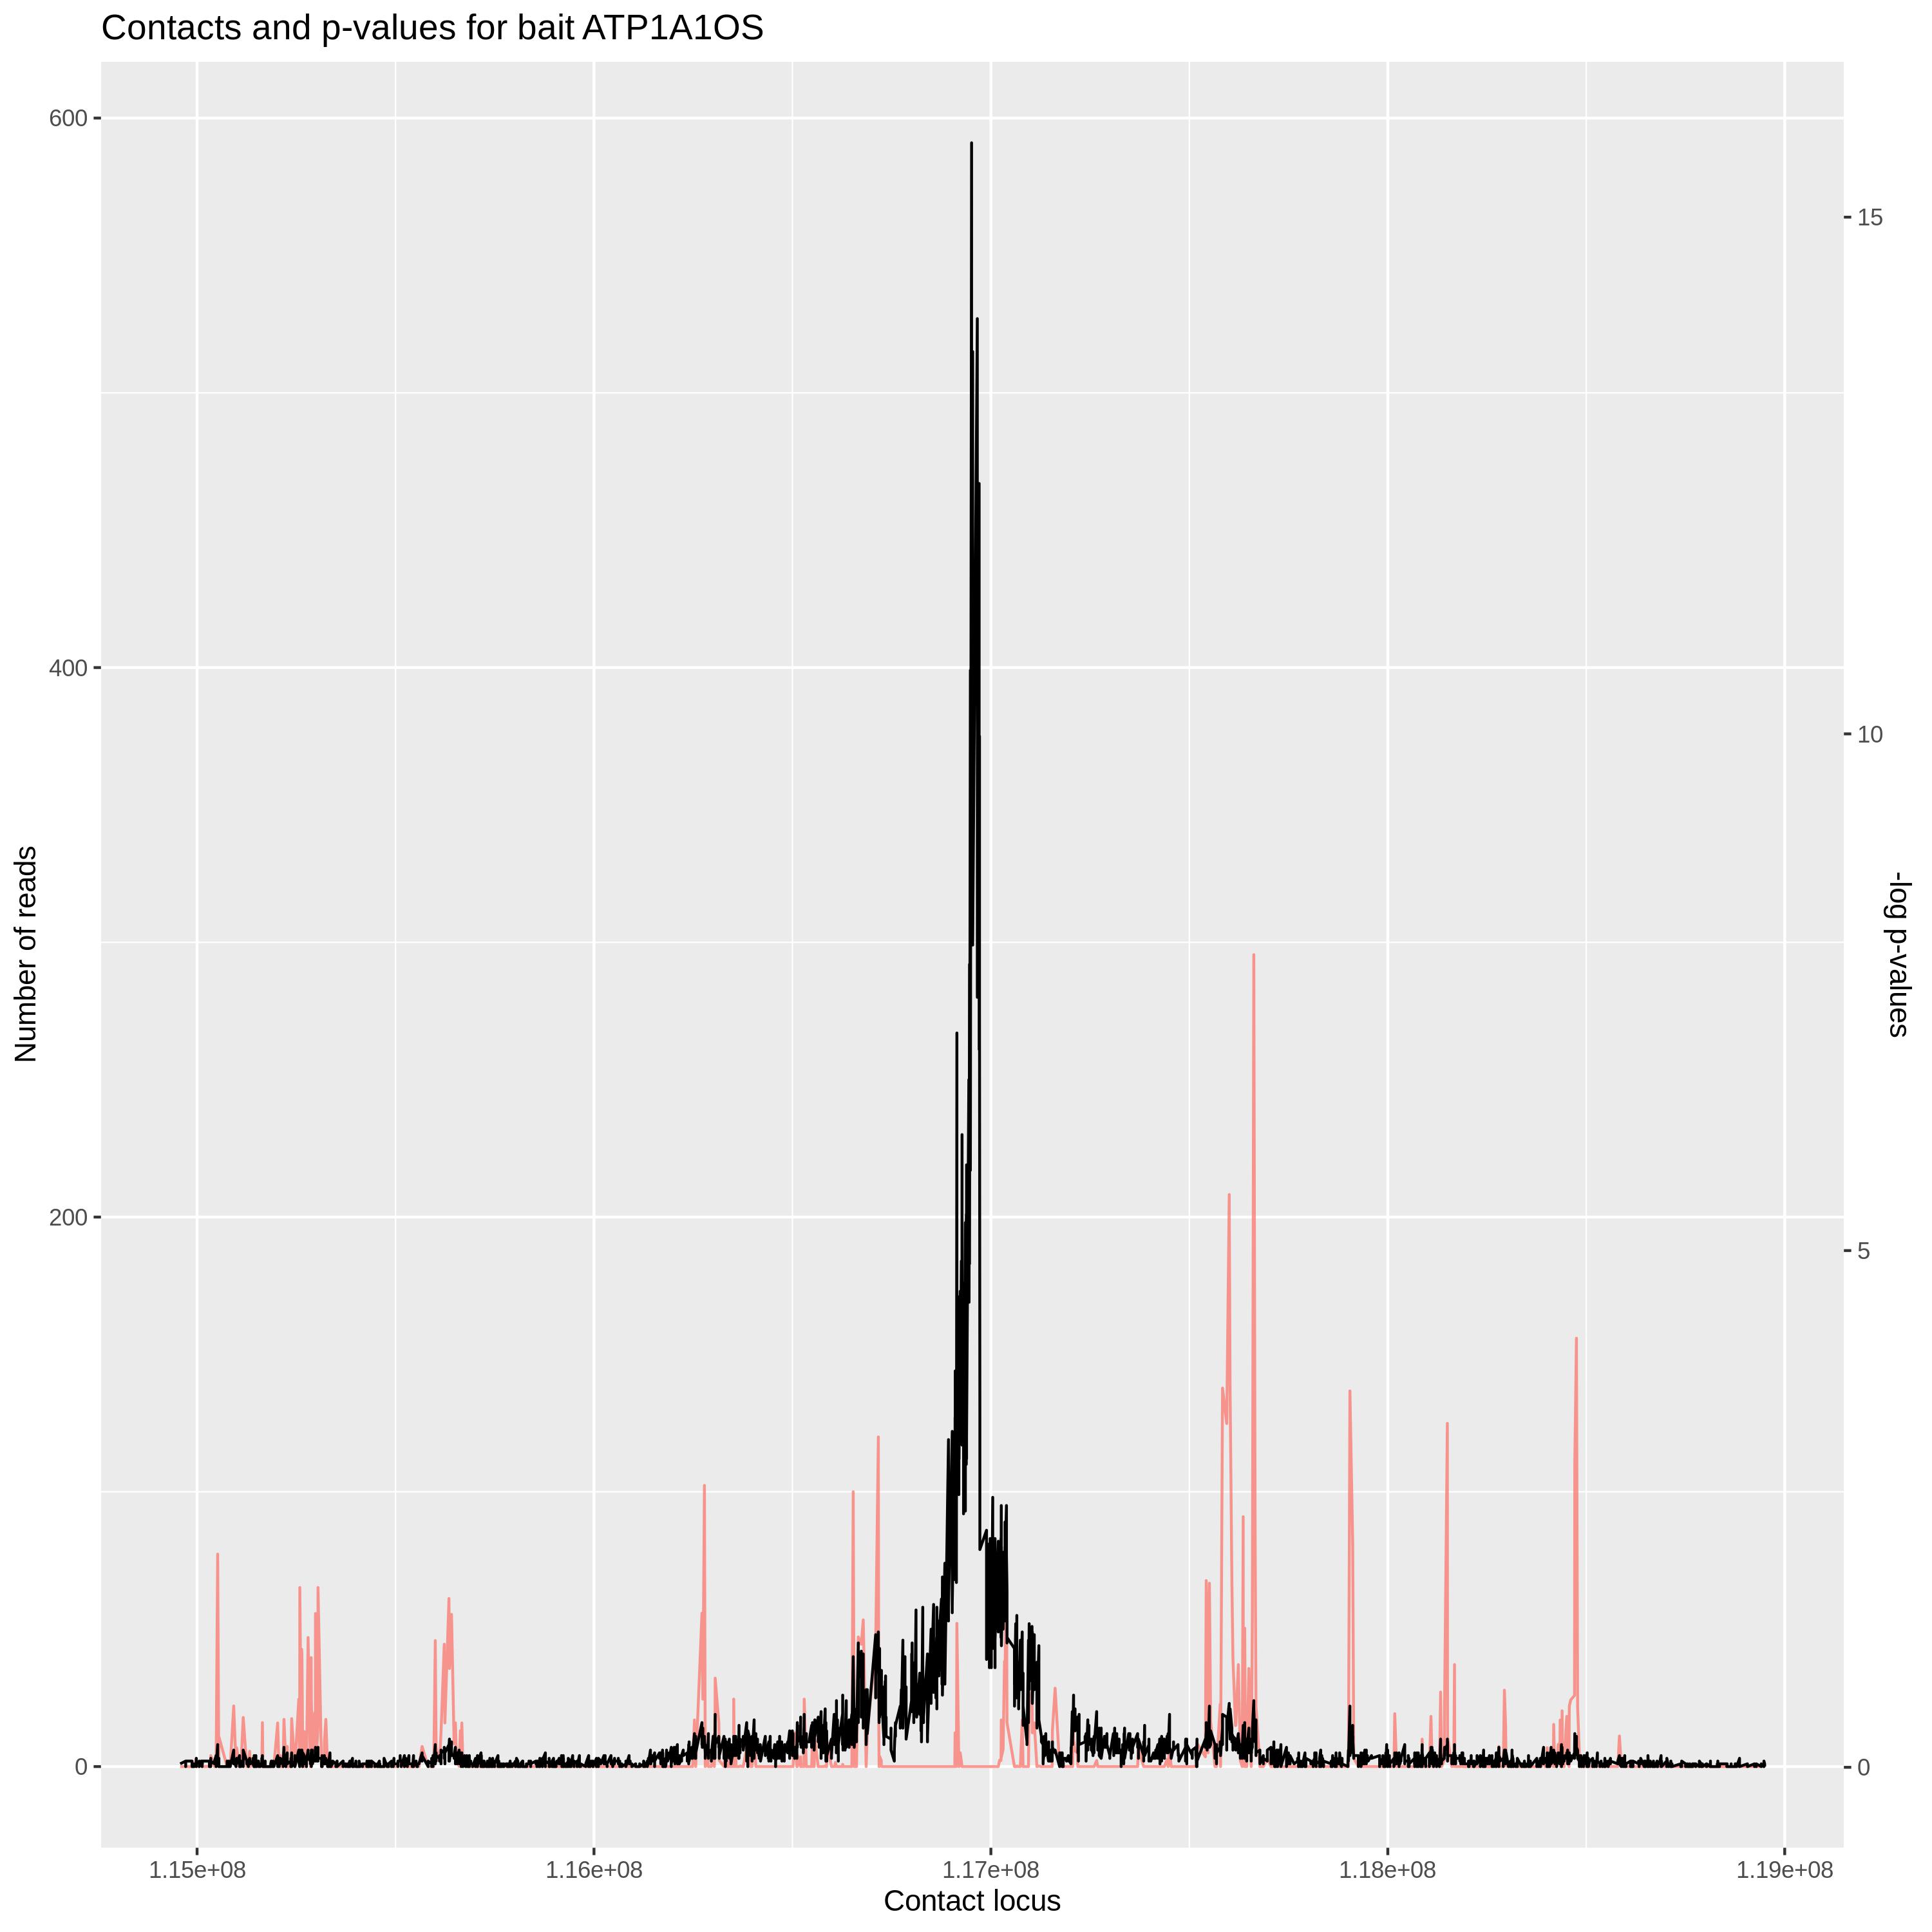 Contacts and p-values for bait ATP1A1OS
600
400
200
0
Number of reads
15
10
5
0
-log p-values
1.15e+08
1.16e+08
1.17e+08
1.18e+08
1.19e+08
Contact locus